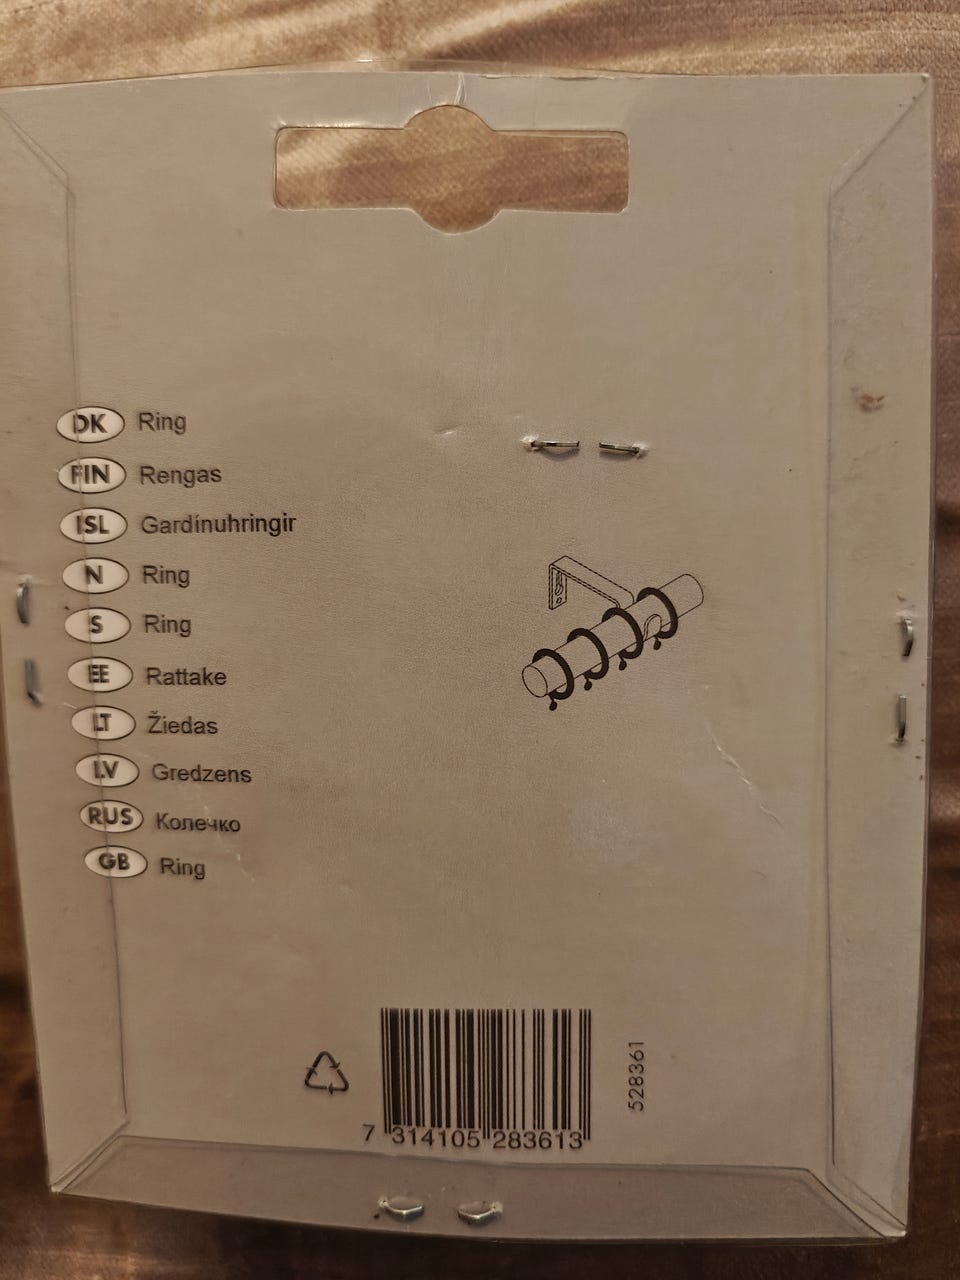 DK Ring
FIN Rengas
ISL Gardínuhringir
N Ring
S Ring
EE Rattake
LT Žiedas
LV Gredzens
RUS Колечко
GB Ring
528361
7 314105 283613